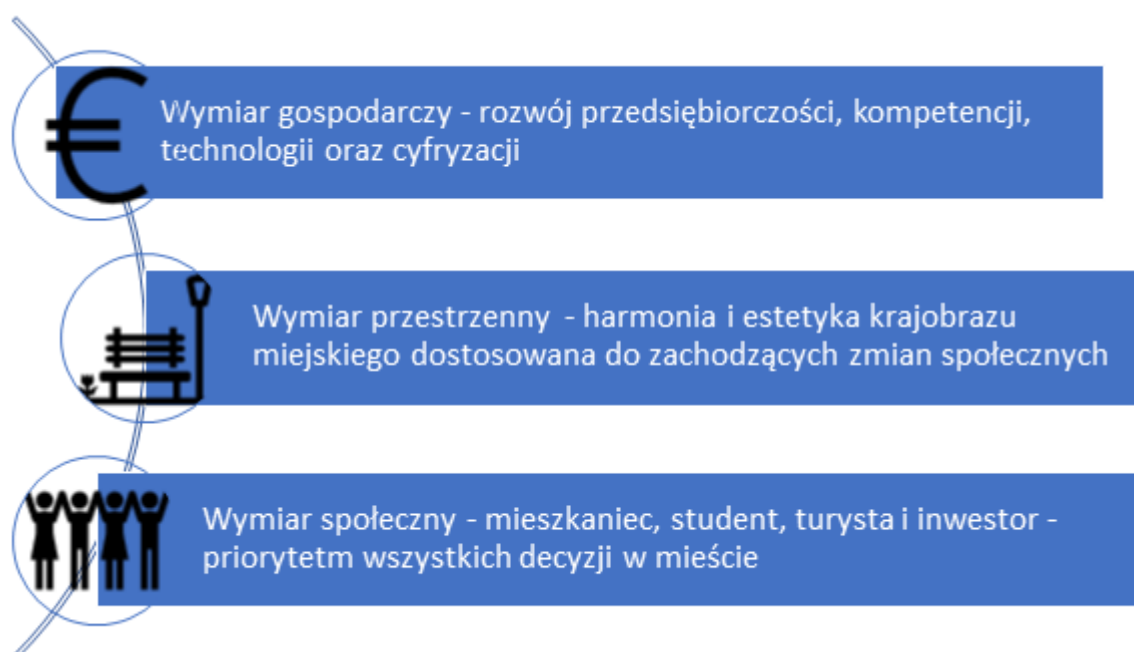 Wymiar gospodarczy - rozwój przedsiębiorczości, kompetencji,
technologii oraz cyfryzacji
Wymiar przestrzenny - harmonia i estetyka krajobrazu
miejskiego dostosowana do zachodzących zmian społecznych
Wymiar społeczny - mieszkaniec, student, turysta i inwestor -
priorytetm wszystkich decyzji w mieście